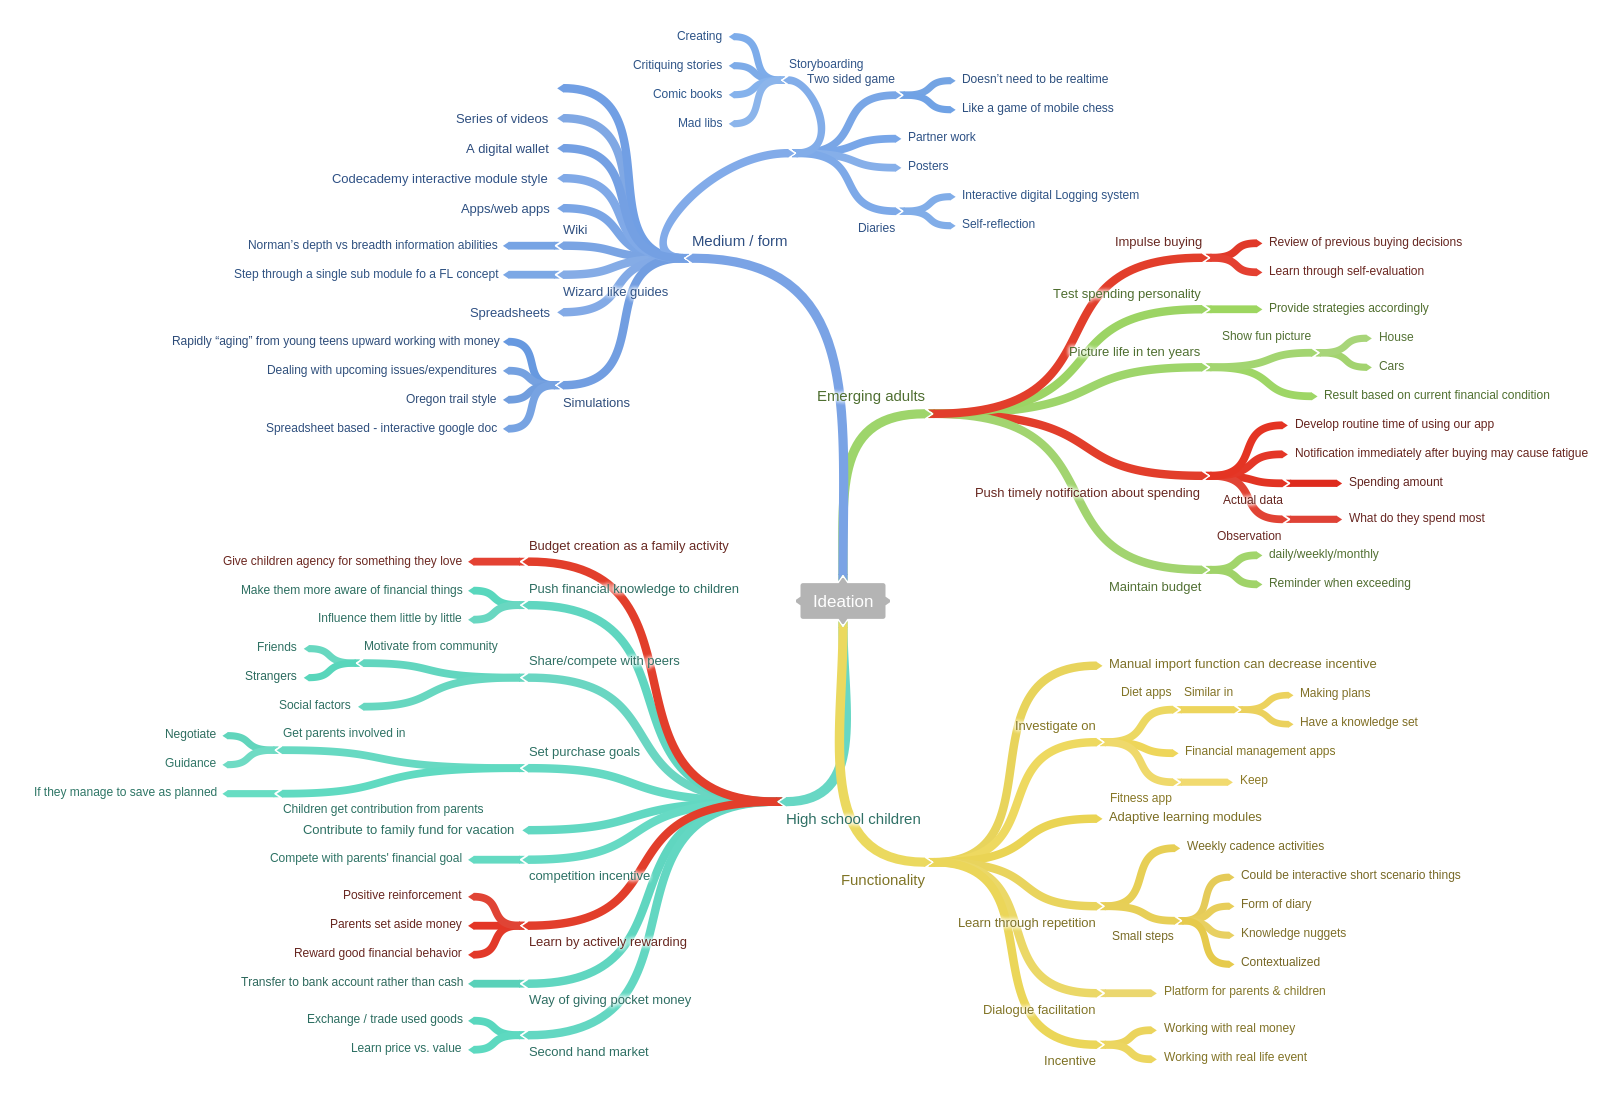 Creating
Critiquing stories
Comic books
Mad libs
Storyboarding
Two sided game
Doesn’t need to be realtime
Like a game of mobile chess
Partner work
Posters
Interactive digital Logging system
Self-reflection
Diaries
Series of videos
A digital wallet
Codecademy interactive module style
Apps/web apps
Wiki
Norman’s depth vs breadth information abilities
Step through a single sub module fo a FL concept
Wizard like guides
Spreadsheets
Rapidly “aging” from young teens upward working with money
Dealing with upcoming issues/expenditures
Oregon trail style
Spreadsheet based - interactive google doc
Simulations
Medium / form
Impulse buying
Review of previous buying decisions
Learn through self-evaluation
Test spending personality
Provide strategies accordingly
Picture life in ten years
Show fun picture
House
Cars
Result based on current financial condition
Emerging adults
Develop routine time of using our app
Notification immediately after buying may cause fatigue
Push timely notification about spending
Spending amount
Actual data
What do they spend most
Observation
daily/weekly/monthly
Reminder when exceeding
Maintain budget
Ideation
Budget creation as a family activity
Give children agency for something they love
Push financial knowledge to children
Make them more aware of financial things
Influence them little by little
Share/compete with peers
Motivate from community
Friends
Strangers
Social factors
Set purchase goals
Get parents involved in
Negotiate
Guidance
If they manage to save as planned
Children get contribution from parents
Contribute to family fund for vacation
Compete with parents' financial goal
competition incentive
Positive reinforcement
Parents set aside money
Reward good financial behavior
Learn by actively rewarding
Transfer to bank account rather than cash
Way of giving pocket money
Exchange / trade used goods
Learn price vs. value
Second hand market
High school children
Manual import function can decrease incentive
Diet apps
Similar in
Making plans
Have a knowledge set
Investigate on
Financial management apps
Keep
Fitness app
Adaptive learning modules
Functionality
Weekly cadence activities
Could be interactive short scenario things
Form of diary
Learn through repetition
Small steps
Knowledge nuggets
Contextualized
Platform for parents & children
Dialogue facilitation
Working with real money
Working with real life event
Incentive